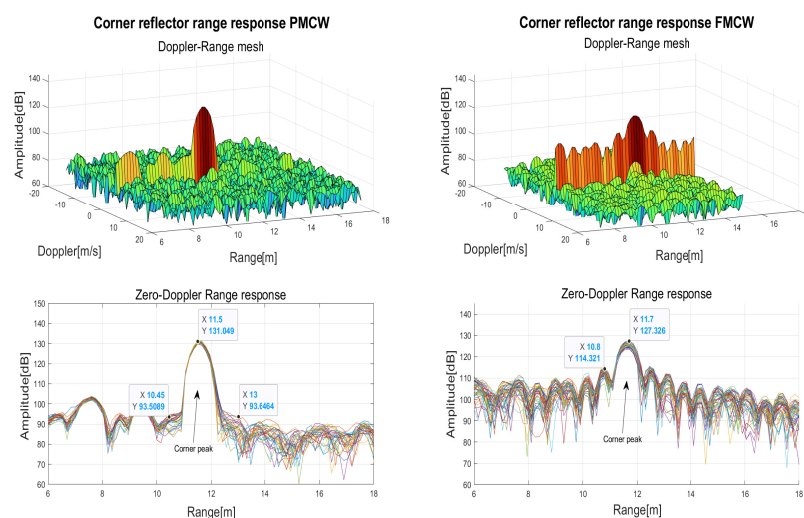 Corner reflector range response PMCW
Doppler-Range mesh
140
120
100
80
60
Amplitude[dB]
-20
-10
0
10
20
Doppler[m/s]
6
8
10
12
14
16
18
Range[m]
Corner reflector range response FMCW
Doppler-Range mesh
140
120
100
80
60
Amplitude[dB]
-20
-10
0
10
20
Doppler[m/s]
6
8
10
12
14
16
Range[m]
Zero-Doppler Range response
150
140
130
120
110
100
90
80
70
60
Amplitude[dB]
X 11.5
Y 131.049
X 10.45
Y 93.5089
X 13
Y 93.6464
Corner peak
6
8
10
12
14
16
18
Range[m]
Zero-Doppler Range response
140
130
120
110
100
90
80
70
60
Amplitude[dB]
X 11.7
Y 127.326
X 10.8
Y 114.321
Corner peak
6
8
10
12
14
16
18
Range[m]